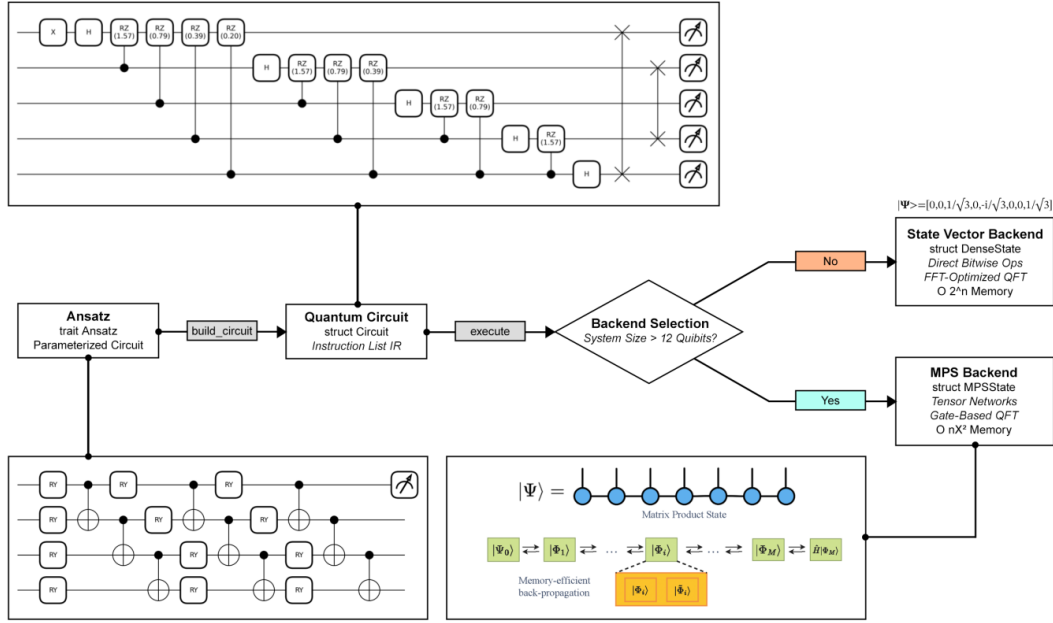 X H RZ (1.57) RZ (0.79) RZ (0.39) RZ (0.20)
H RZ (1.57) RZ (0.79) RZ (0.39)
H RZ (1.57) RZ (0.79)
H RZ (1.57)
H
|Ψ>=[0,0,1/√3,0,-i/√3,0,0,1/√3]
State Vector Backend
struct DenseState
Direct Bitwise Ops
FFT-Optimized QFT
O 2^n Memory
No
Ansatz
trait Ansatz
Parameterized Circuit
build_circuit
Quantum Circuit
struct Circuit
Instruction List IR
execute
Backend Selection
System Size > 12 Quibits?
Yes
MPS Backend
struct MPSState
Tensor Networks
Gate-Based QFT
O nX² Memory
RY RY RY
RY RY RY
RY RY RY
RY RY RY
|Ψ⟩ =
Matrix Product State
|Ψ₀⟩ ⇌ |Φ₁⟩ ⇌ ... ⇌ |Φᵢ⟩ ⇌ ... ⇌ |Φ_M⟩ ⇌ Ĥ|Φ_M⟩
Memory-efficient
back-propagation
|Φᵢ⟩ |Φ̃ᵢ⟩